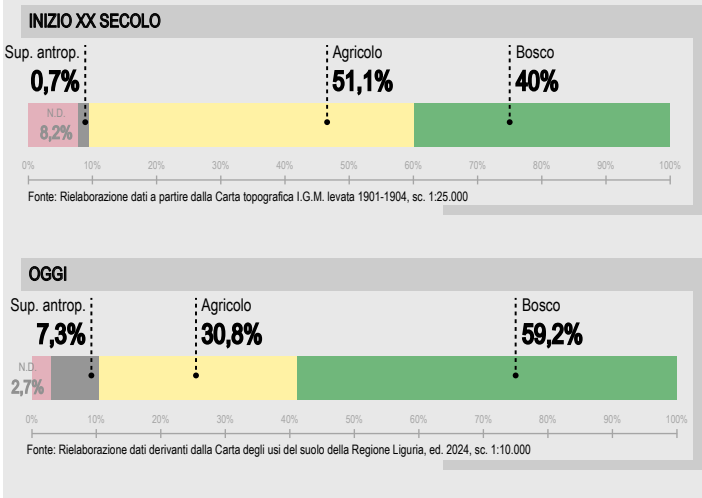 INIZIO XX SECOLO
Sup. antrop. Agricolo Bosco
0,7% 51,1% 40%
N.D.
8,2%
0% 10% 20% 30% 40% 50% 60% 70% 80% 90% 100%
Fonte: Rielaborazione dati a partire dalla Carta topografica I.G.M. levata 1901-1904, sc. 1:25.000
OGGI
Sup. antrop. Agricolo Bosco
7,3% 30,8% 59,2%
N.D.
2,7%
0% 10% 20% 30% 40% 50% 60% 70% 80% 90% 100%
Fonte: Rielaborazione dati derivanti dalla Carta degli usi del suolo della Regione Liguria, ed. 2024, sc. 1:10.000